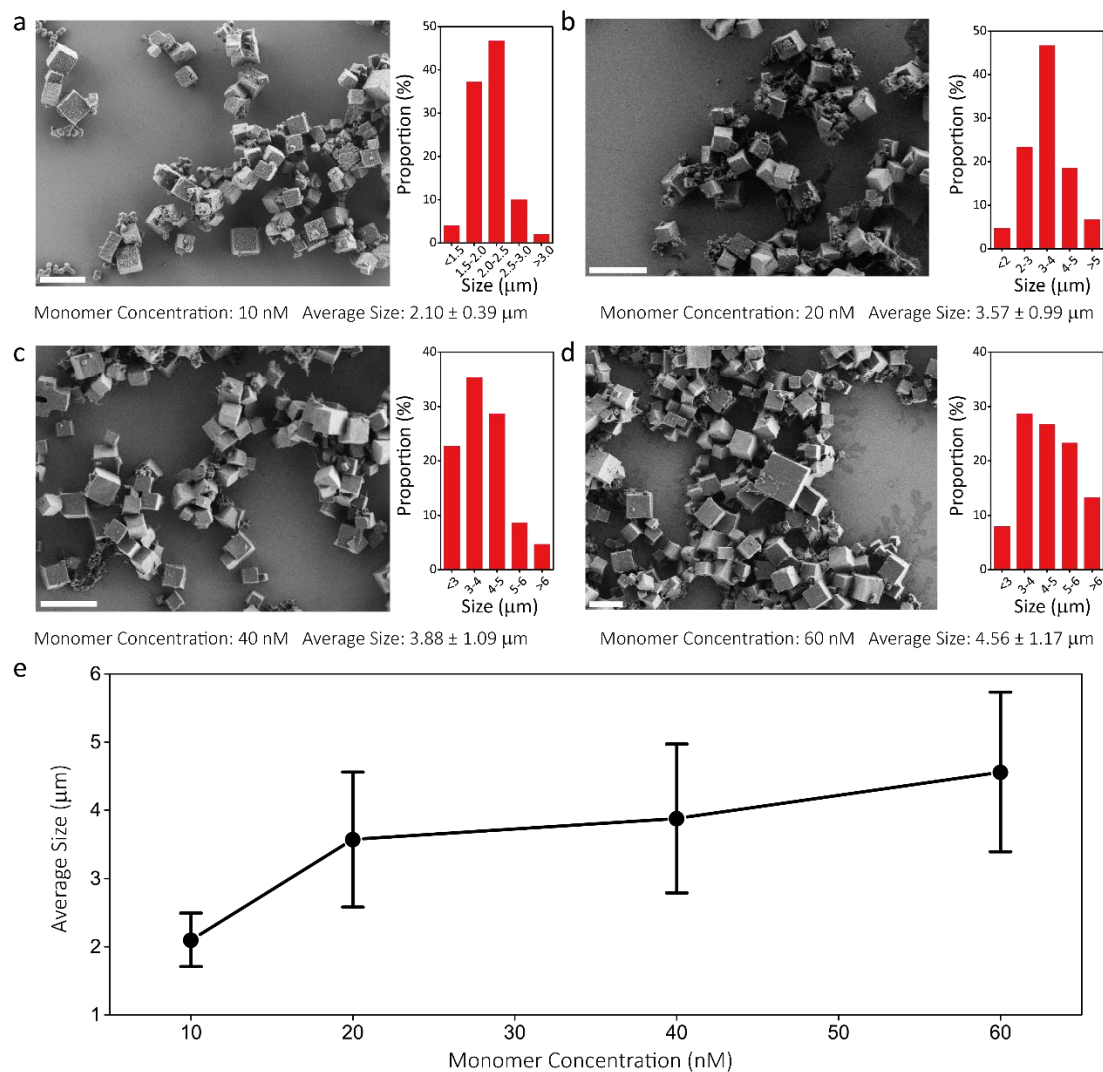 a
Proportion (%)
50
40
30
20
10
0
<1.5
1.5-2.0
2.0-2.5
2.5-3.0
>3.0
Size (μm)
Monomer Concentration: 10 nM Average Size: 2.10 ± 0.39 μm
b
Proportion (%)
50
40
30
20
10
0
<2
2-3
3-4
4-5
>5
Size (μm)
Monomer Concentration: 20 nM Average Size: 3.57 ± 0.99 μm
c
Proportion (%)
40
30
20
10
0
<3
3-4
4-5
5-6
>6
Size (μm)
Monomer Concentration: 40 nM Average Size: 3.88 ± 1.09 μm
d
Proportion (%)
40
30
20
10
0
<3
3-4
4-5
5-6
>6
Size (μm)
Monomer Concentration: 60 nM Average Size: 4.56 ± 1.17 μm
e
Average Size (μm)
6
5
4
3
2
1
10
20
30
40
50
60
Monomer Concentration (nM)